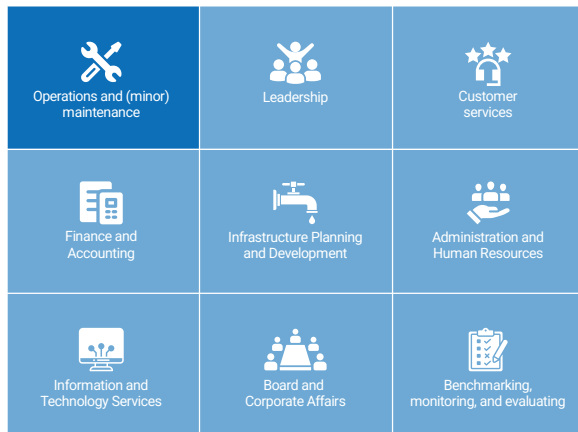 Operations and (minor)
maintenance
Leadership
Customer
services
Finance and
Accounting
Infrastructure Planning
and Development
Administration and
Human Resources
Information and
Technology Services
Board and
Corporate Affairs
Benchmarking,
monitoring, and evaluating